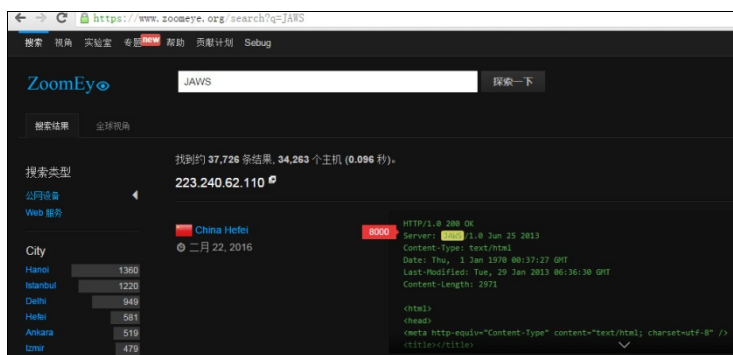 https://www.zoomeye.org/search?q=JAWS
搜索 视角 实验室 专题 new 帮助 贡献计划 Sebug
ZoomEye
JAWS
探索一下
搜索结果 全球视角
找到约 37,726 条结果, 34,263 个主机 (0.096 秒)。
223.240.62.110
搜索类型
公网设备
Web 服务
City
Hanoi 1360
Istanbul 1220
Delhi 949
Hefei 581
Ankara 519
Izmir 479
China Hefei
二月 22, 2016
8000
HTTP/1.0 200 OK
Server: JAWS/1.0 Jun 25 2013
Content-Type: text/html
Date: Thu, 1 Jan 1970 00:37:27 GMT
Last-Modified: Tue, 29 Jan 2013 06:36:30 GMT
Content-Length: 2971
<html>
<head>
<meta http-equiv="Content-Type" content="text/html; charset=utf-8" />
<title></title>